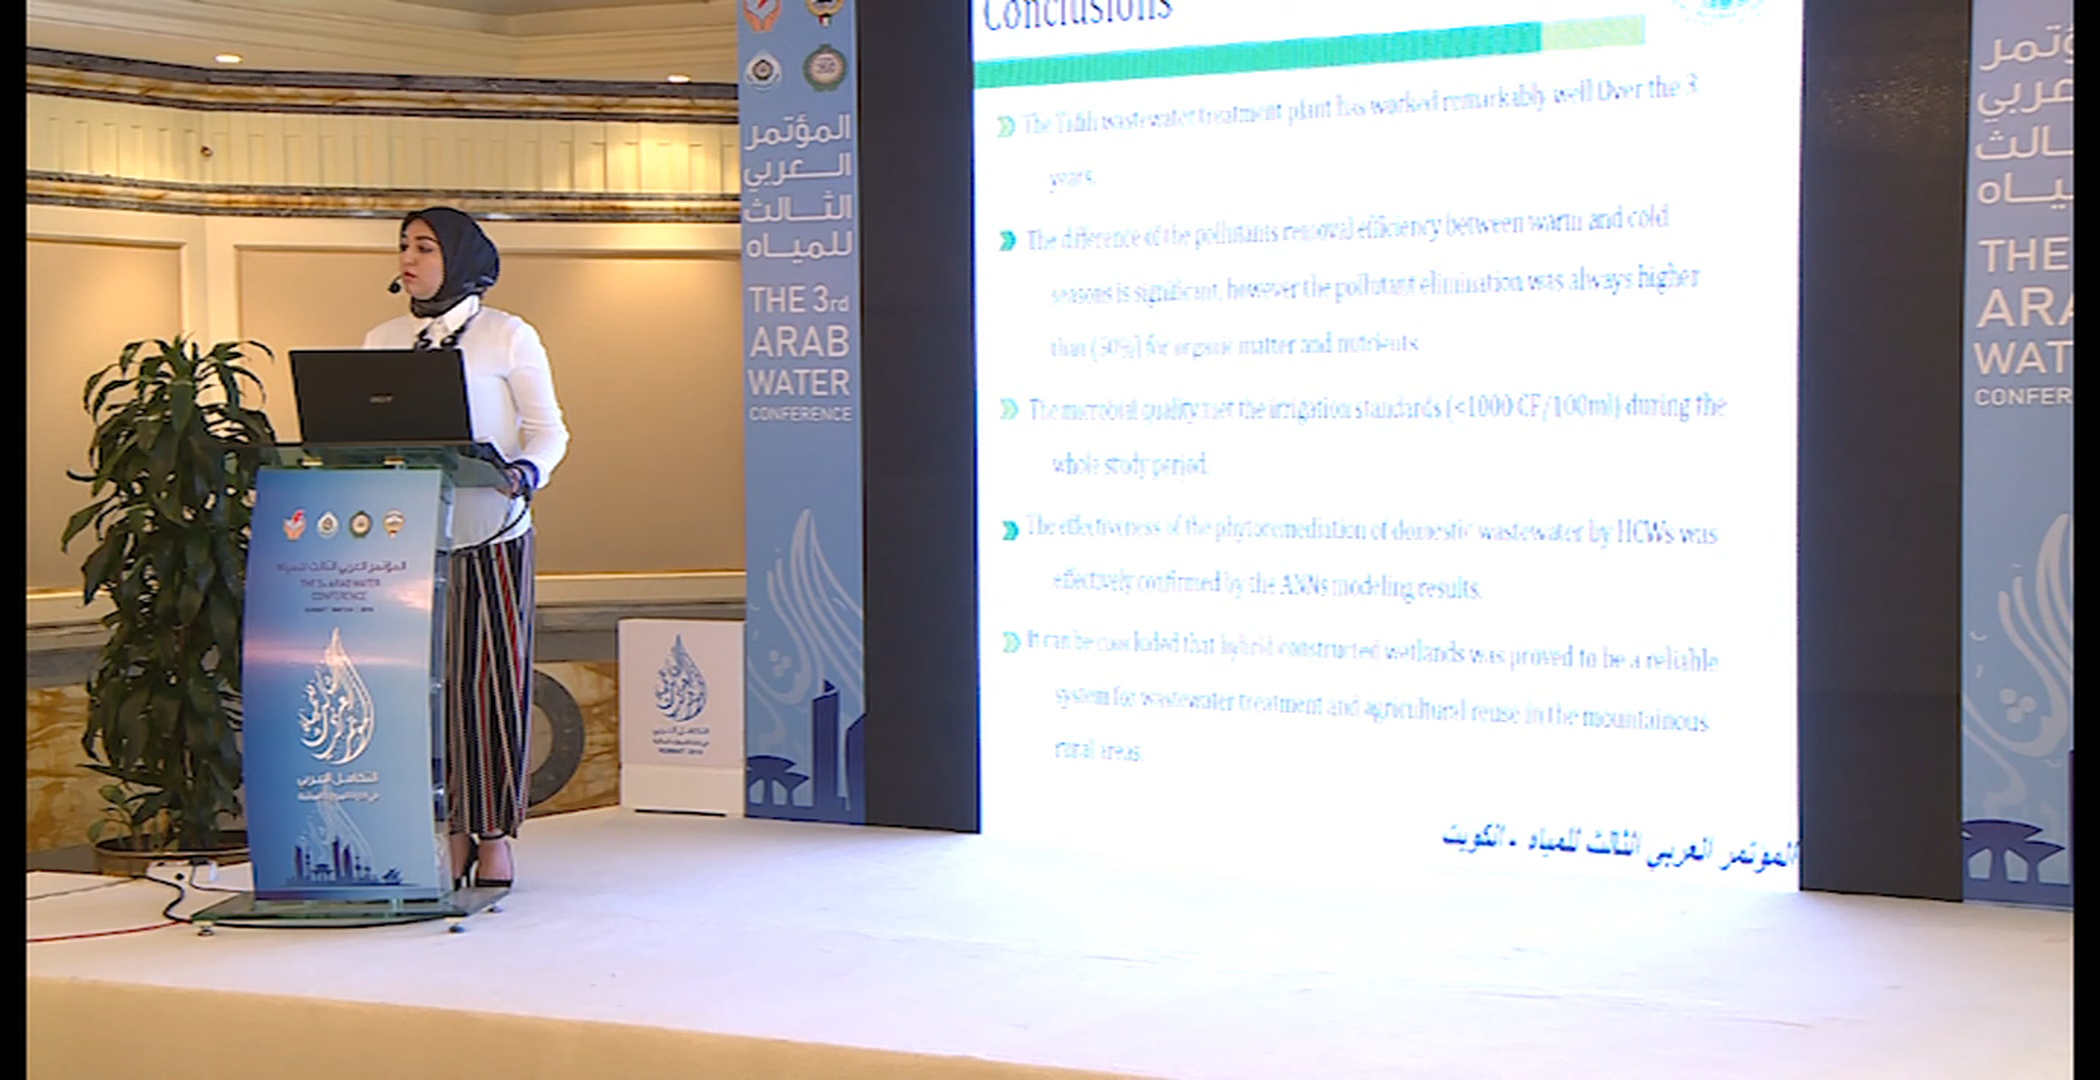 المؤتمر
العربي
الثالث
للمياه
THE 3rd
ARAB
WATER
CONFERENCE
المؤتمر العربي الثالث للمياه
THE 3rd ARAB WATER
CONFERENCE
acer
Conclusions
The wastewater treatment plant has worked remarkably well Over the 3
years.
The difference of the pollutants removal efficiency between warm and cold
seasons is significant, however the pollutant elimination was always higher
than for organic matter and nutrients.
The microbial quality met the irrigation standards (<1000 CF/100ml) during the
whole study period.
The effectiveness of the phytoremediation of domestic wastewater by HCWs was
effectively confirmed by the ANNs modeling results.
It can be concluded that hybrid constructed wetlands was proved to be a reliable
system for wastewater treatment and agricultural reuse in the mountainous
rural areas.
المؤتمر العربي الثالث للمياه - الكويت
THE
ARA
WAT
CONFER